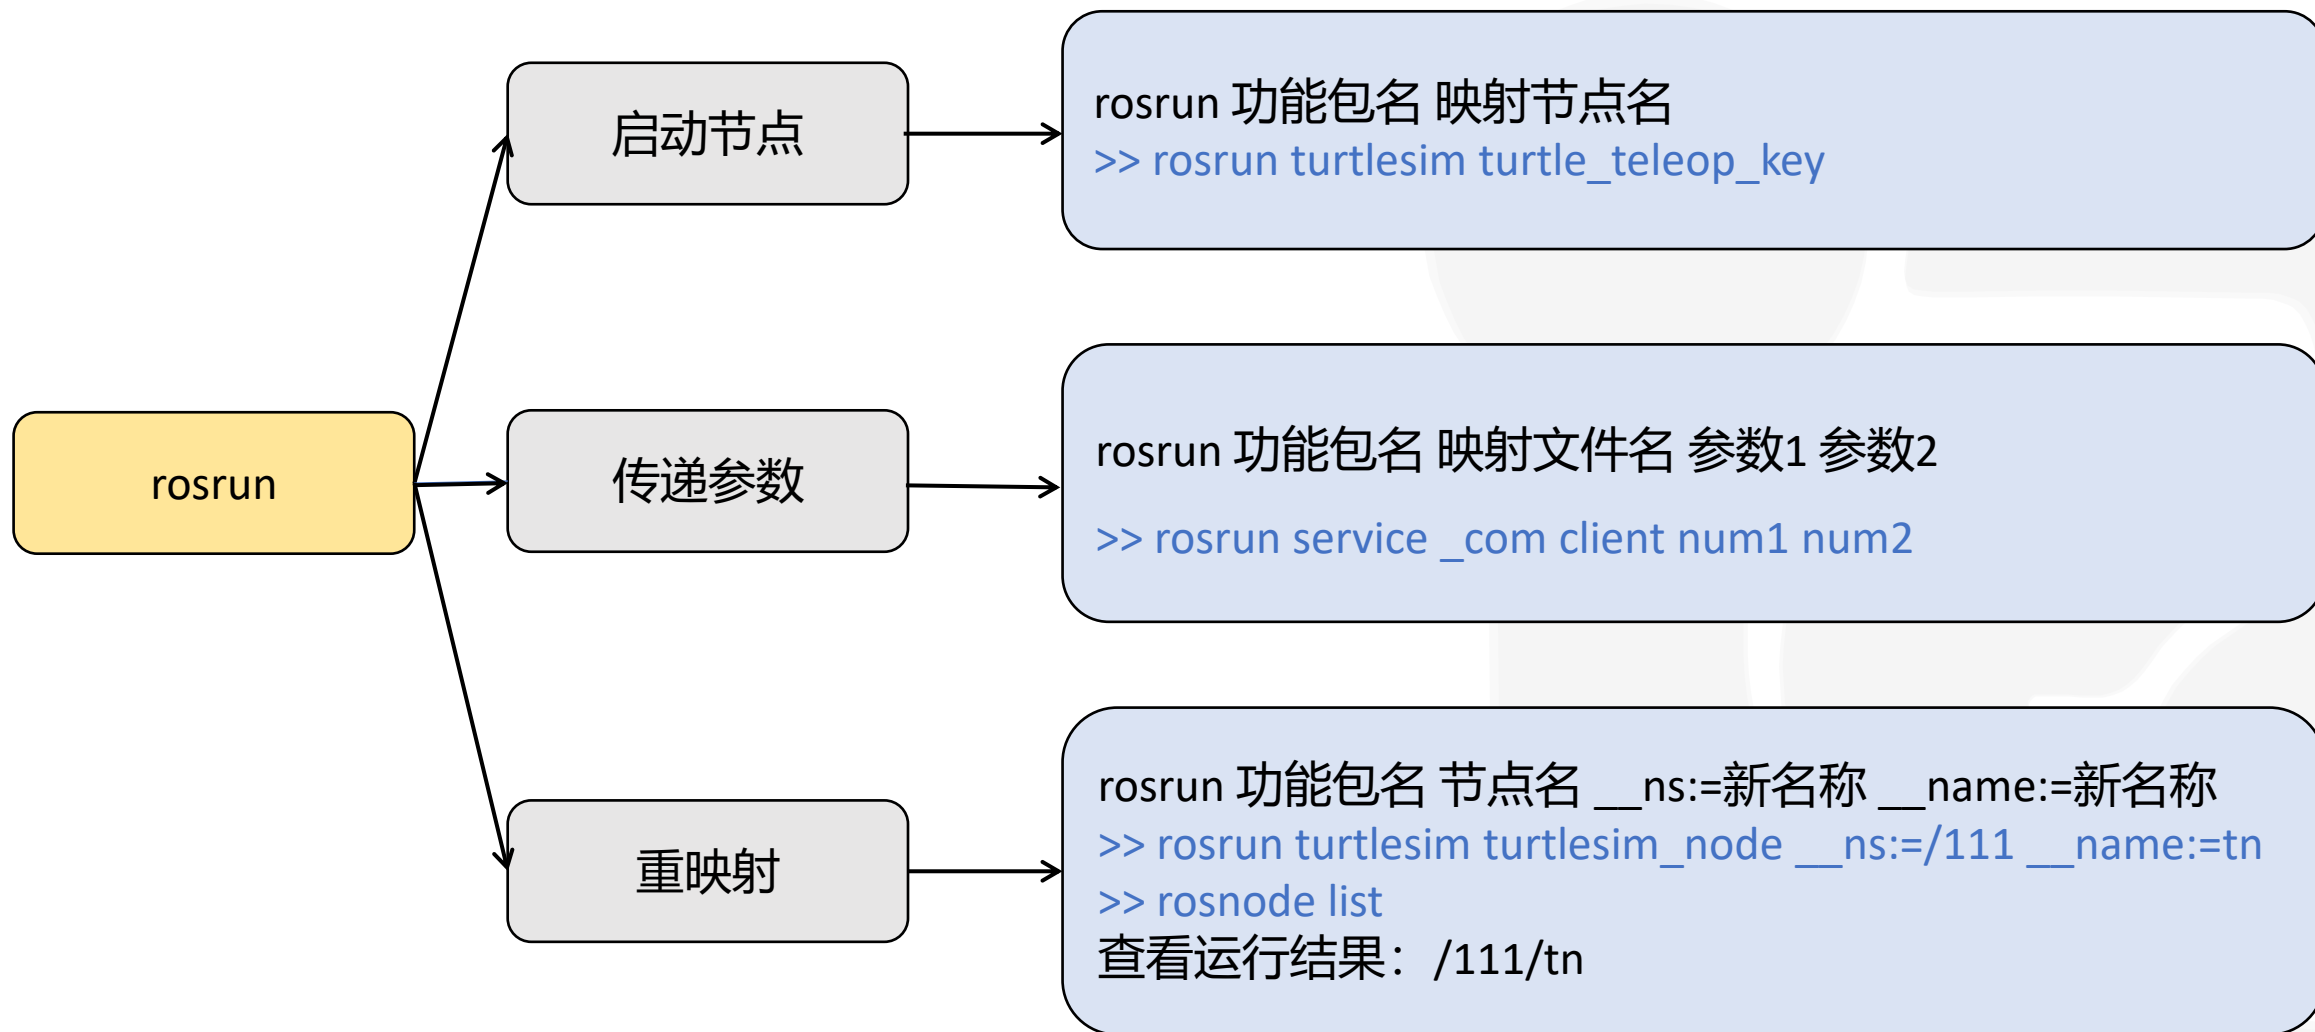 rosrun
启动节点
rosrun 功能包名 映射节点名
>> rosrun turtlesim turtle_teleop_key
传递参数
rosrun 功能包名 映射文件名 参数1 参数2
>> rosrun service _com client num1 num2
重映射
rosrun 功能包名 节点名 __ns:=新名称 __name:=新名称
>> rosrun turtlesim turtlesim_node __ns:=/111 __name:=tn
>> rosnode list
查看运行结果：/111/tn